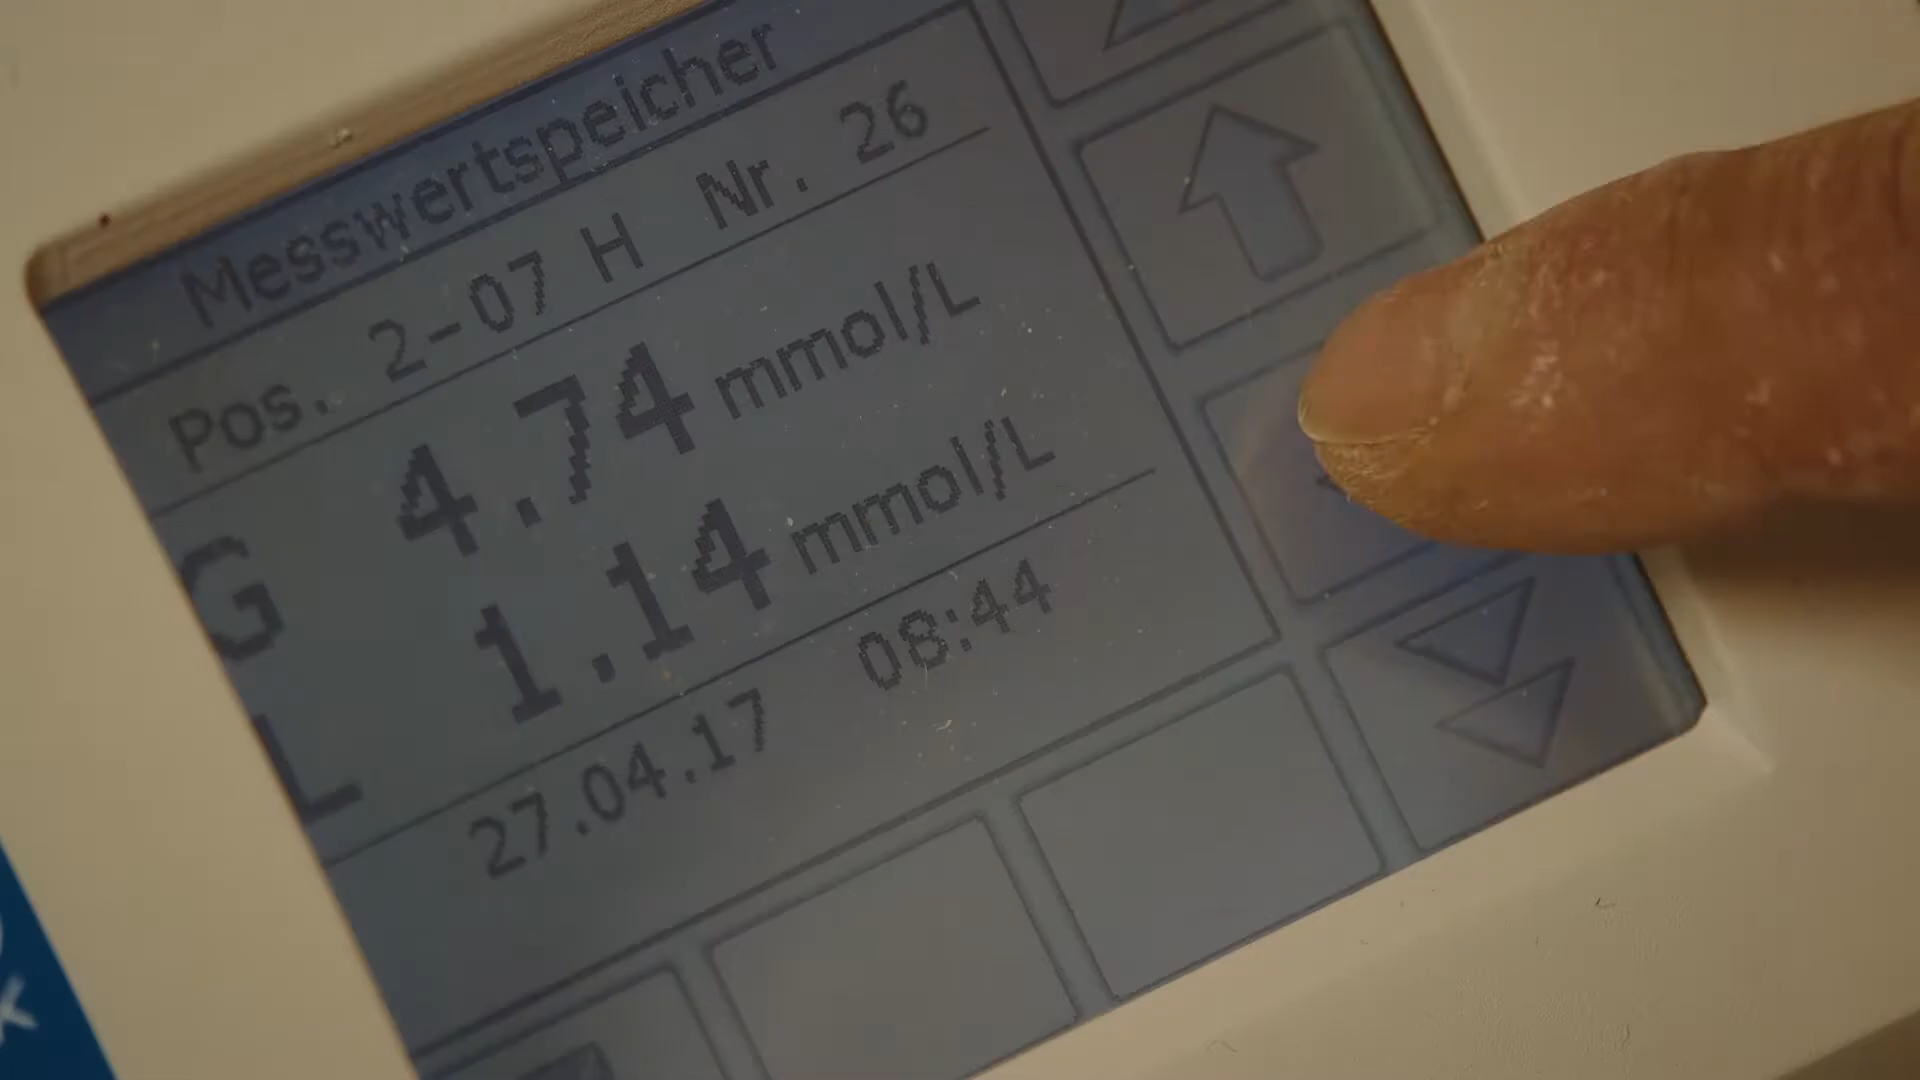 Messwertspeicher
Pos. 2-07 H Nr. 26
G 4.74 mmol/L
L 1.14 mmol/L
27.04.17 08:44